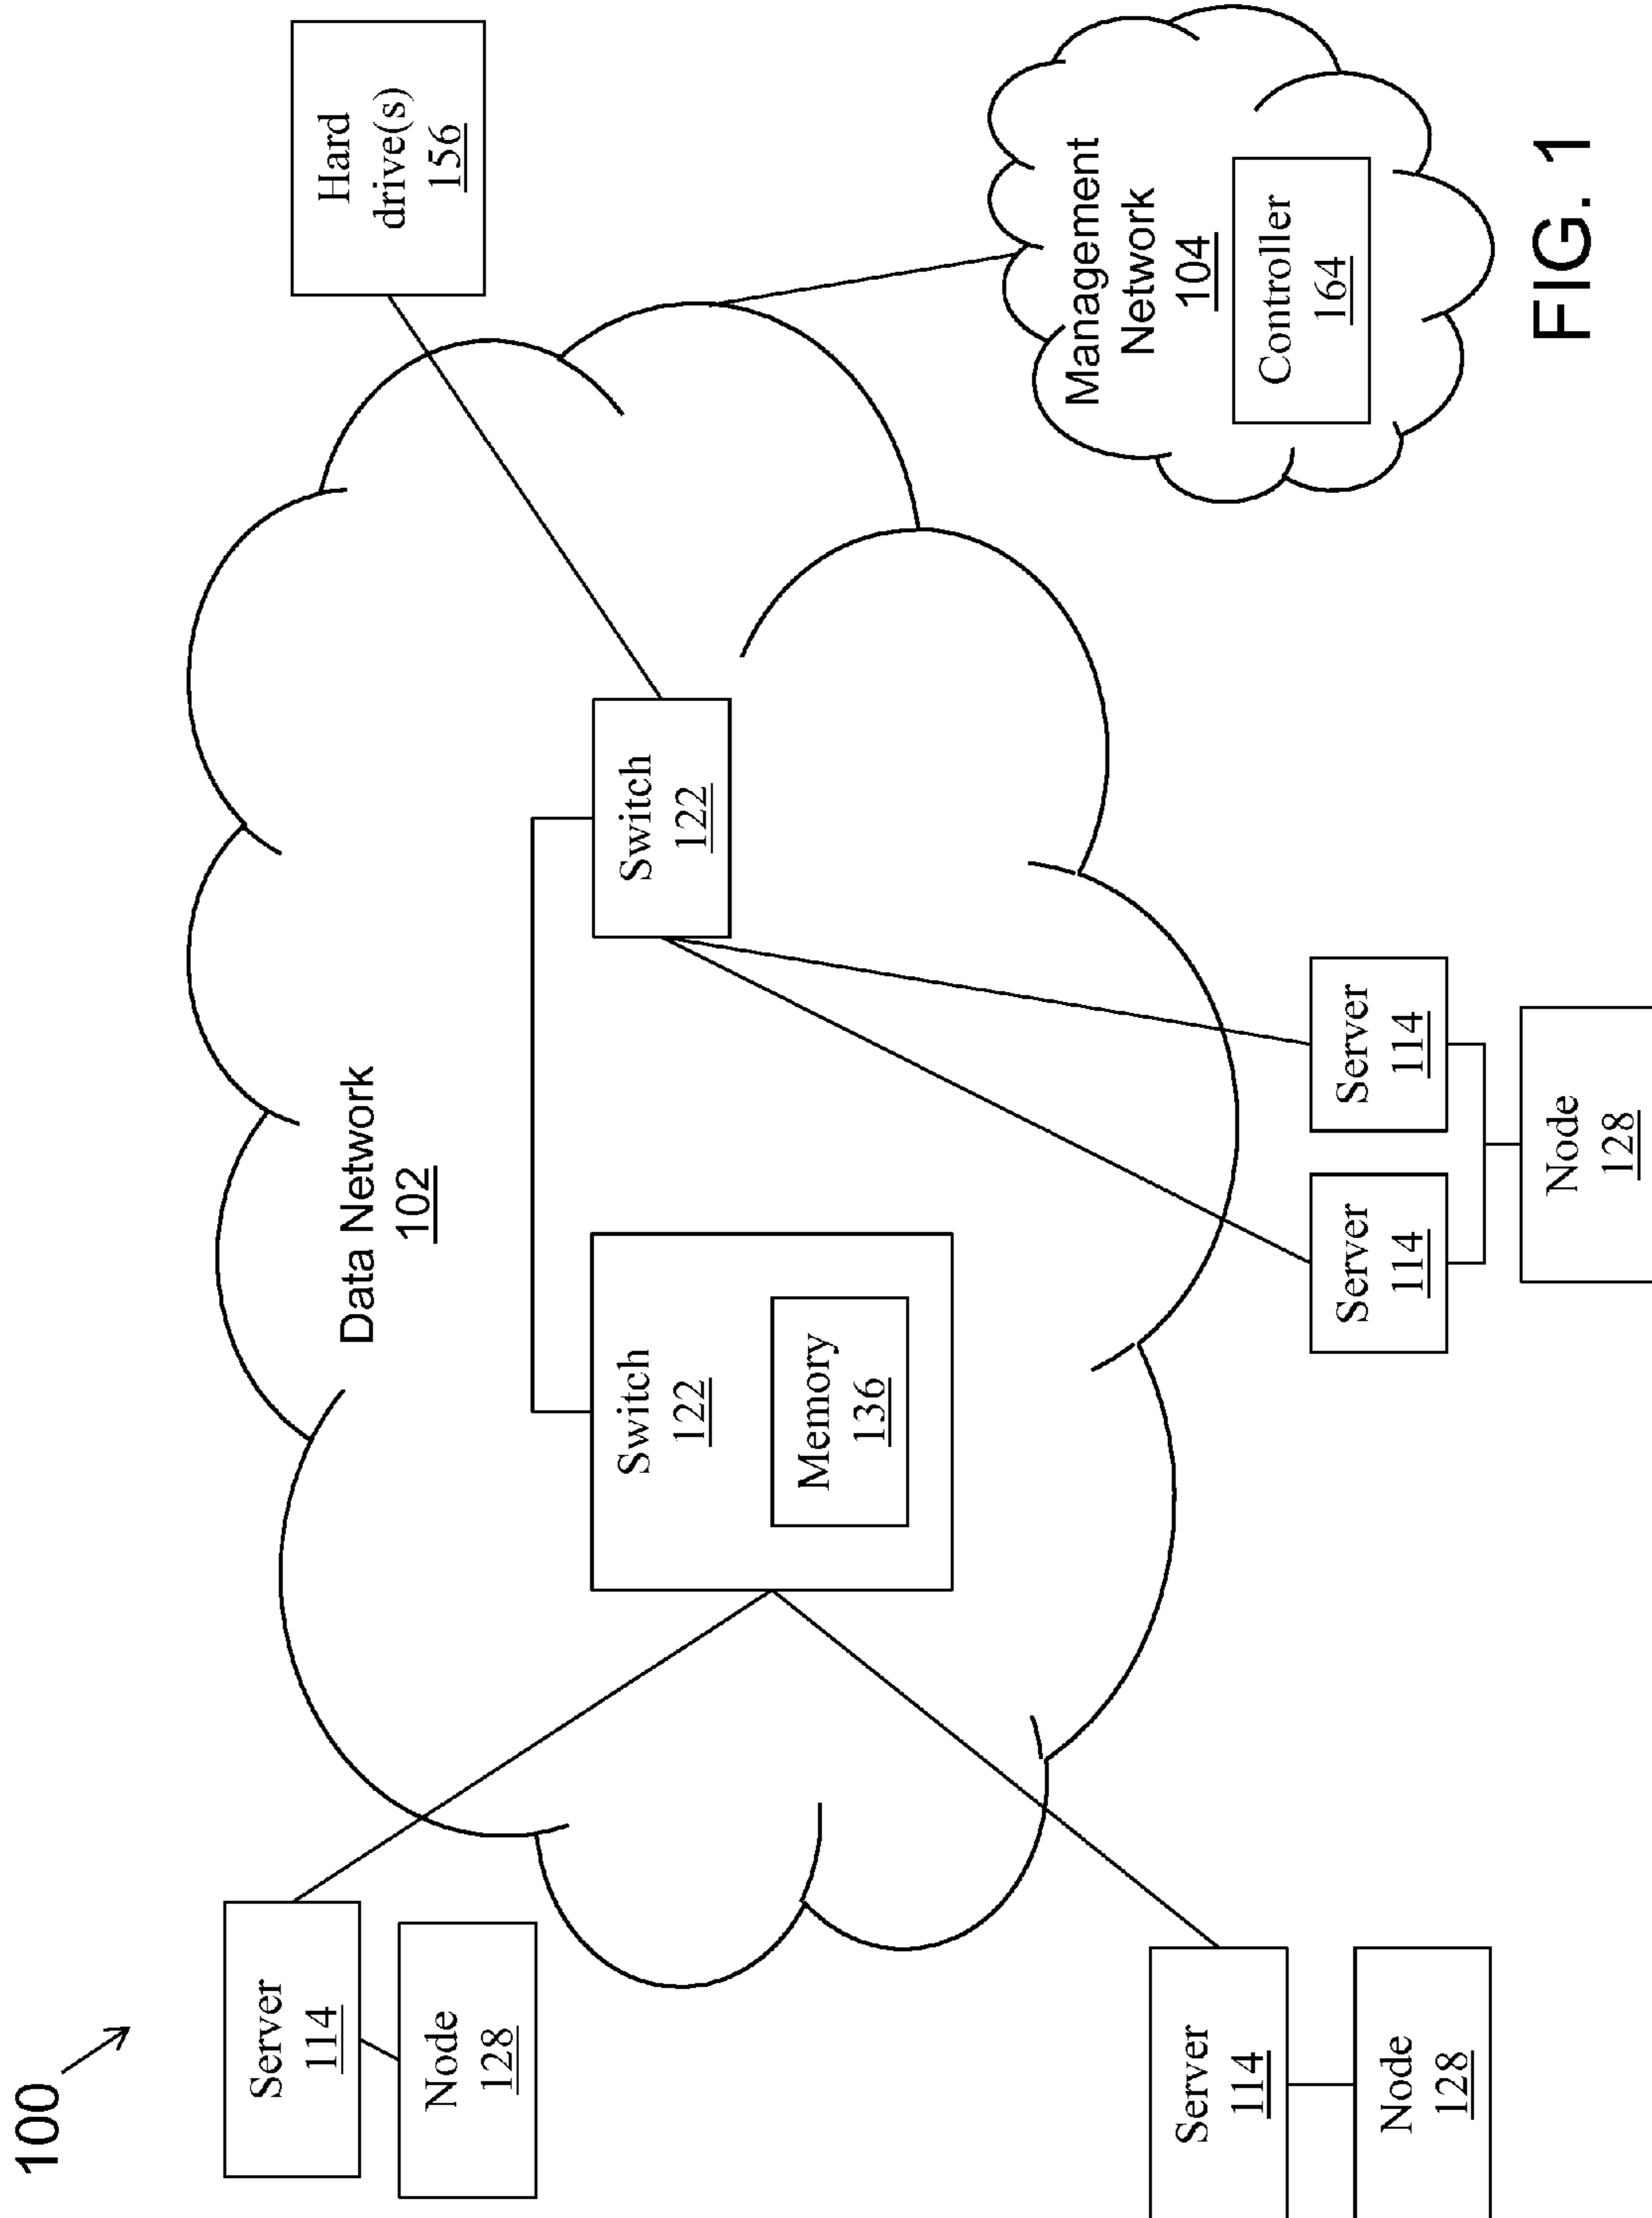 100
Server
114
Node
128
Server
114
Node
128
Data Network
102
Switch
122
Memory
136
Switch
122
Server
114
Server
114
Node
128
Hard
drive(s)
156
Management
Network
104
Controller
164
FIG. 1